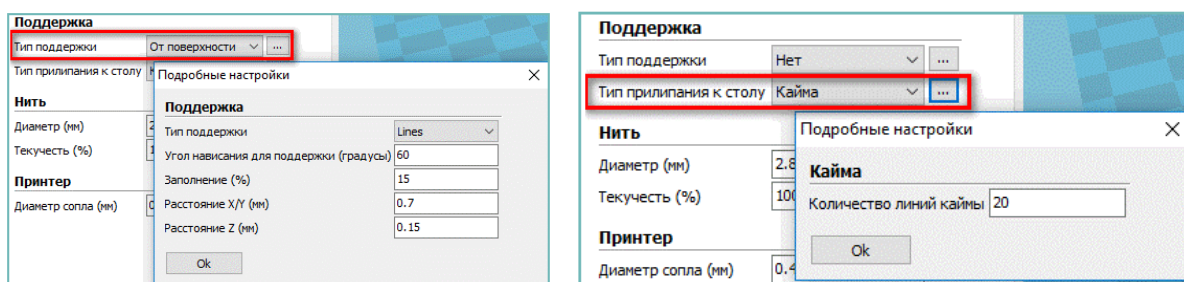 Поддержка
Тип поддержки От поверхности ...
Тип прилипания к столу
Нить
Диаметр (мм) 2
Текучесть (%) 1
Принтер
Диаметр сопла (мм) 0
Подробные настройки
Поддержка
Тип поддержки Lines
Угол нависания для поддержки (градусы) 60
Заполнение (%) 15
Расстояние X/Y (мм) 0.7
Расстояние Z (мм) 0.15
Ok
Поддержка
Тип поддержки Нет ...
Тип прилипания к столу Кайма ...
Нить
Диаметр (мм) 2.8
Текучесть (%) 100
Принтер
Диаметр сопла (мм) 0.4
Подробные настройки
Кайма
Количество линий каймы 20
Ok